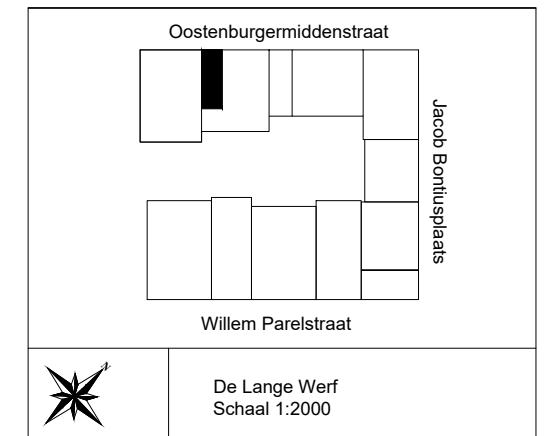 Oostenburgermiddenstraat
Jacob Bontiusplaats
Willem Parelstraat
N
De Lange Werf
Schaal 1:2000